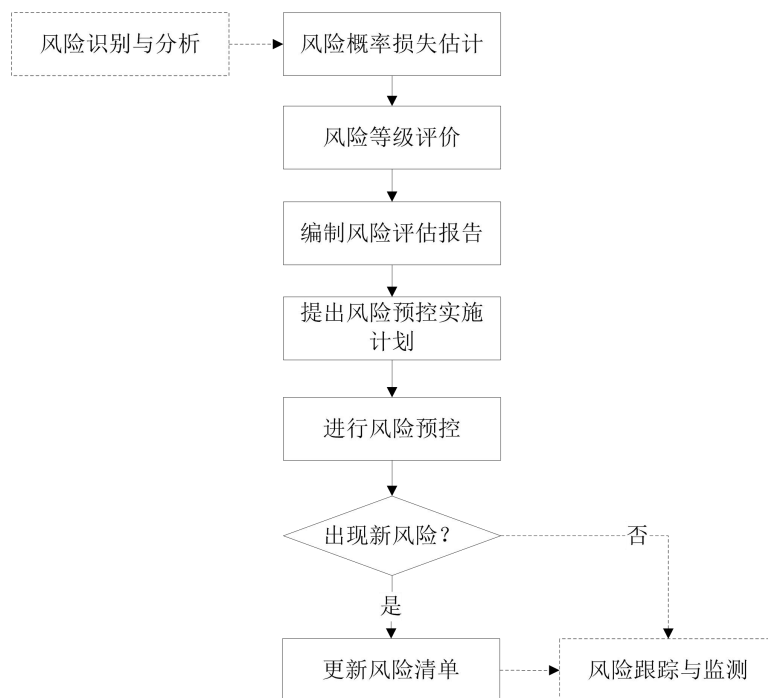 风险识别与分析
风险概率损失估计
风险等级评价
编制风险评估报告
提出风险预控实施
计划
进行风险预控
出现新风险？
否
是
更新风险清单
风险跟踪与监测